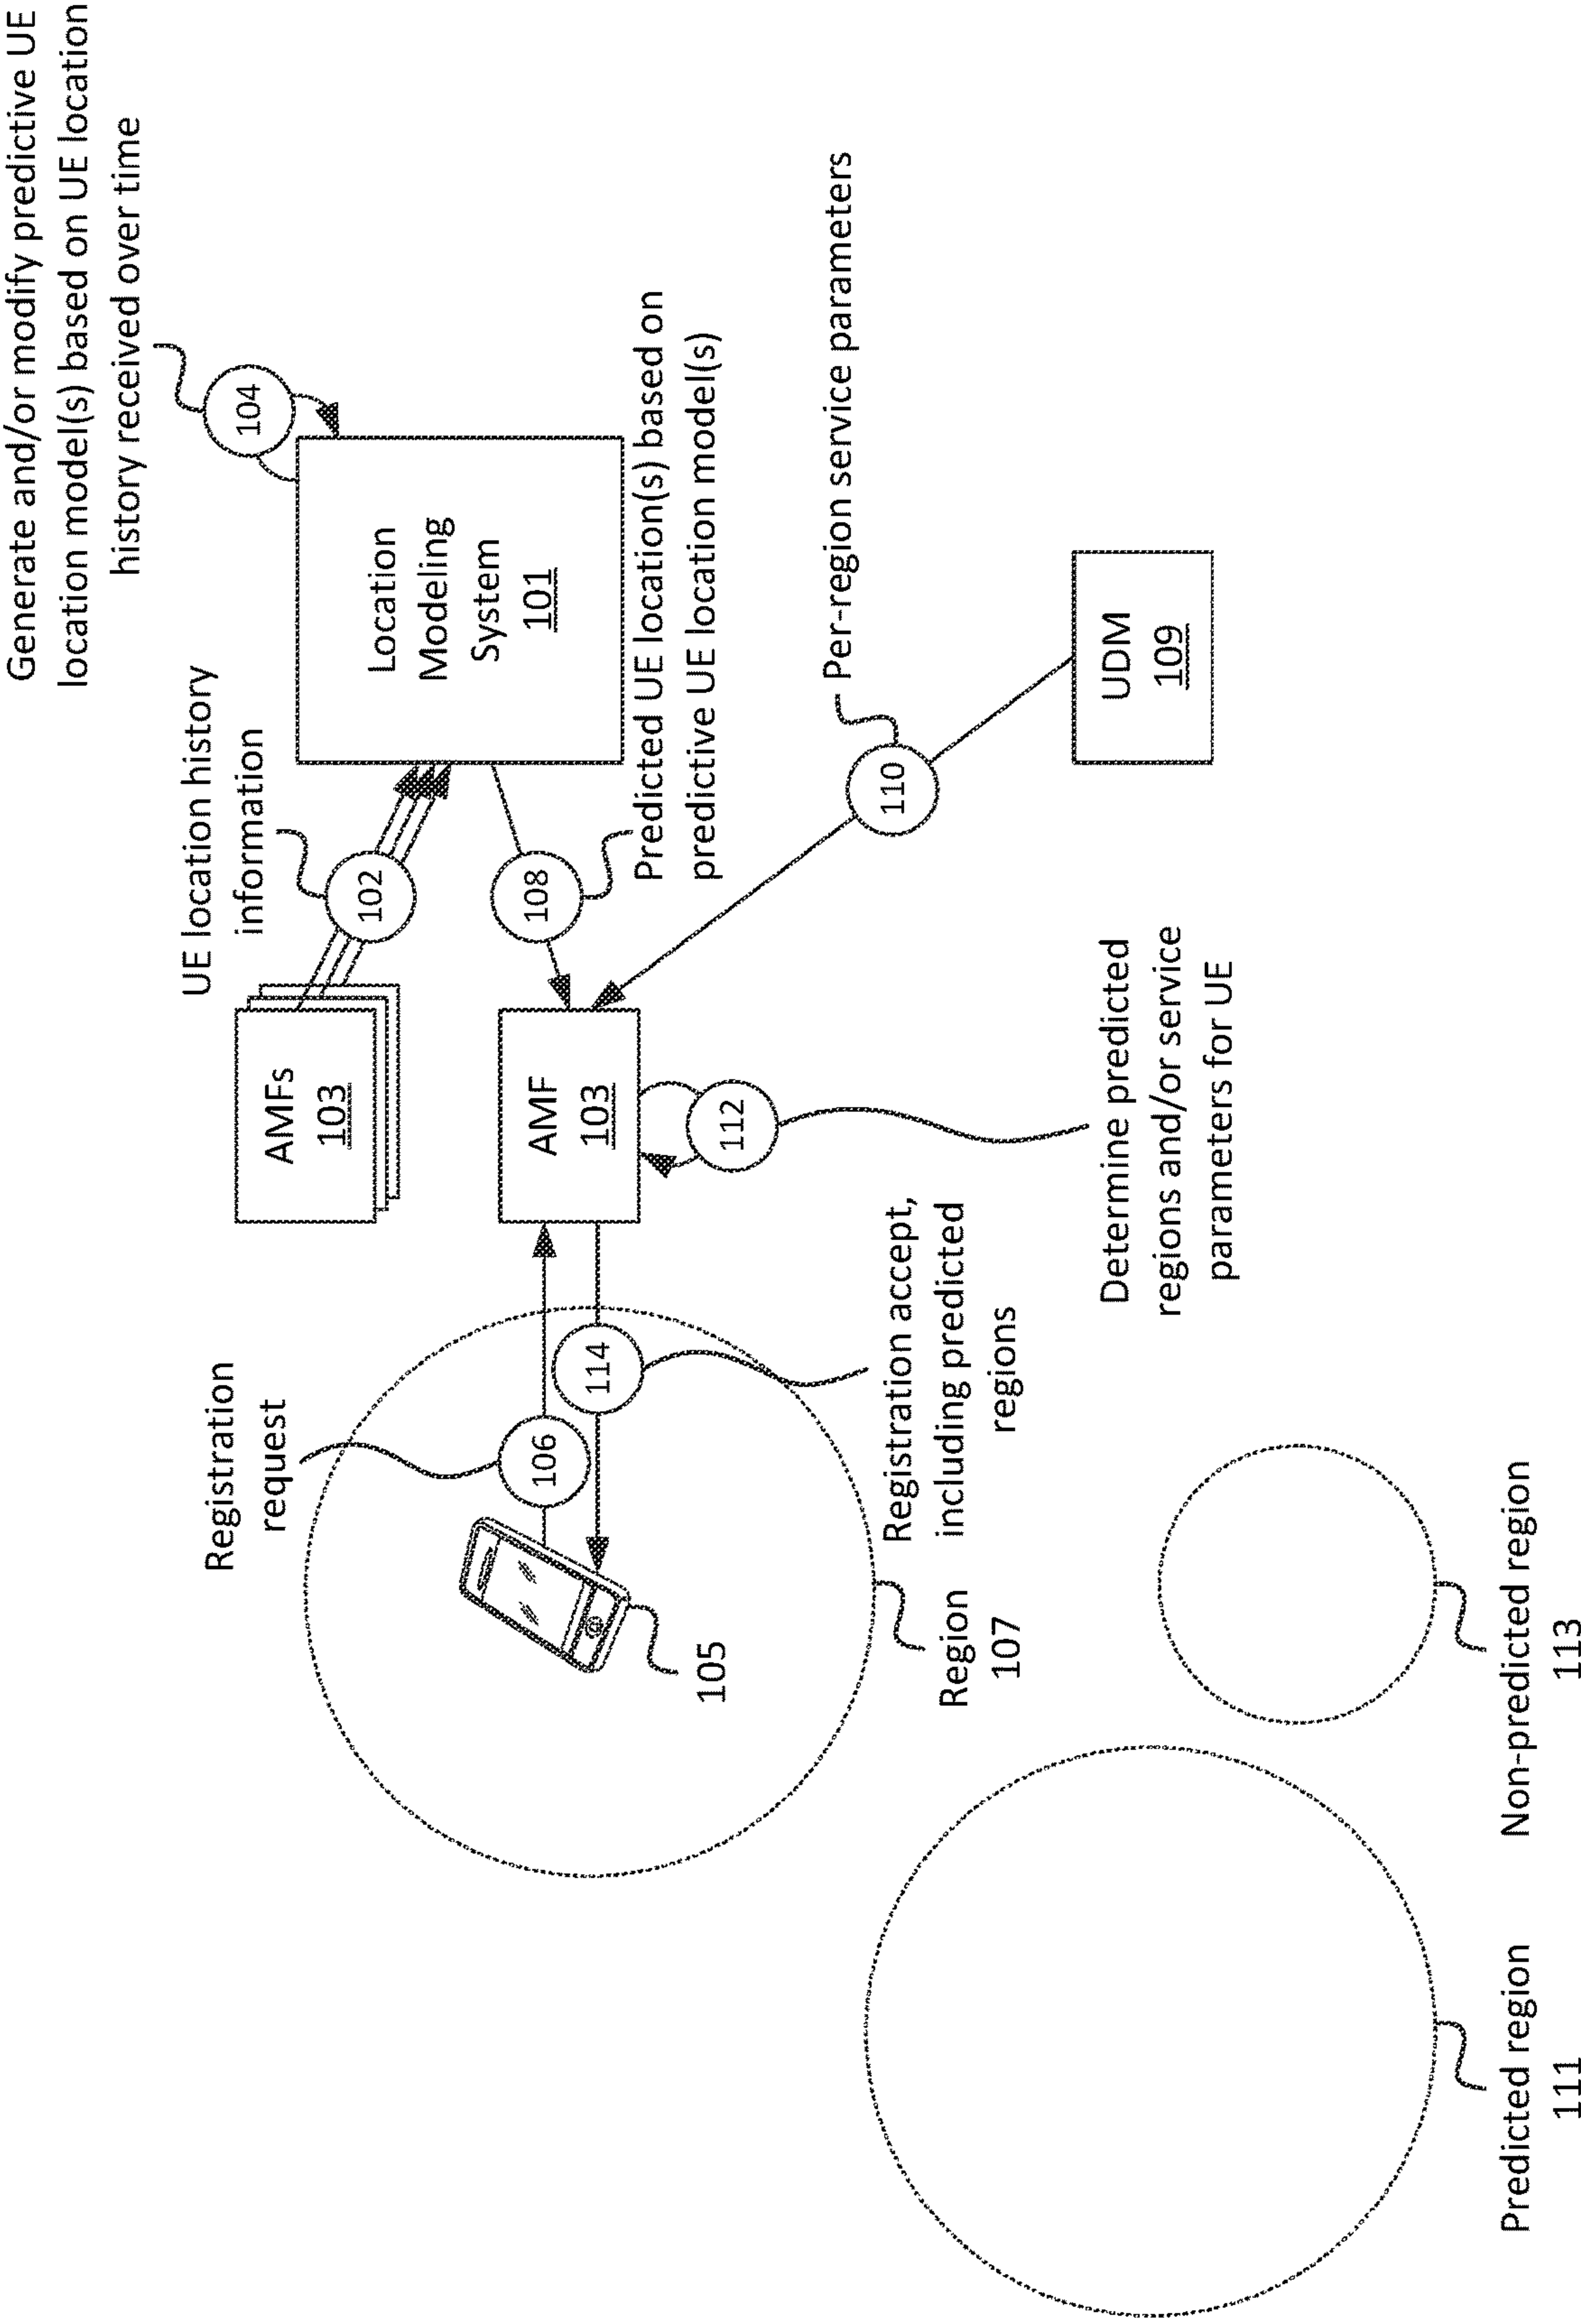 Generate and/or modify predictive UE
location model(s) based on UE location
history received over time
104
UE location history
information
102
AMFs
103
Location
Modeling
System
101
Registration
request
106
AMF
103
108
Predicted UE location(s) based on
predictive UE location model(s)
114
112
105
110
Per-region service parameters
Region
107
Registration accept,
including predicted
regions
Determine predicted
regions and/or service
parameters for UE
UDM
109
Predicted region
111
Non-predicted region
113